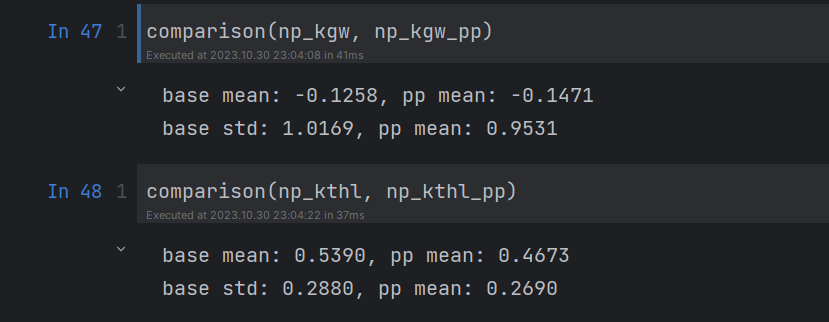 In 47 1 comparison(np_kgw, np_kgw_pp)
Executed at 2023.10.30 23:04:08 in 41ms
base mean: -0.1258, pp mean: -0.1471
base std: 1.0169, pp mean: 0.9531
In 48 1 comparison(np_kthl, np_kthl_pp)
Executed at 2023.10.30 23:04:22 in 37ms
base mean: 0.5390, pp mean: 0.4673
base std: 0.2880, pp mean: 0.2690